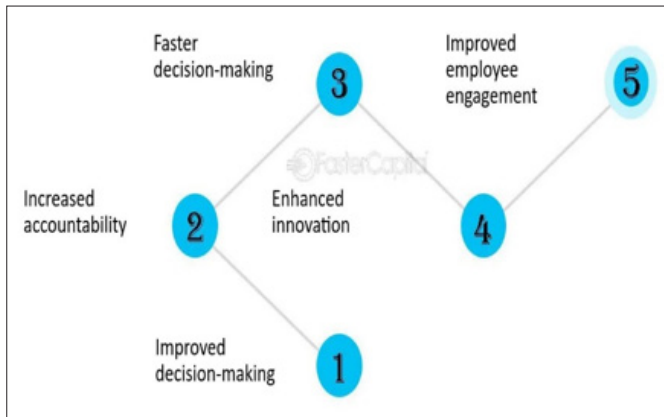 Faster
decision-making
3
Improved
employee
engagement
5
FasterCapital
Increased
accountability
2
Enhanced
innovation
4
Improved
decision-making
1